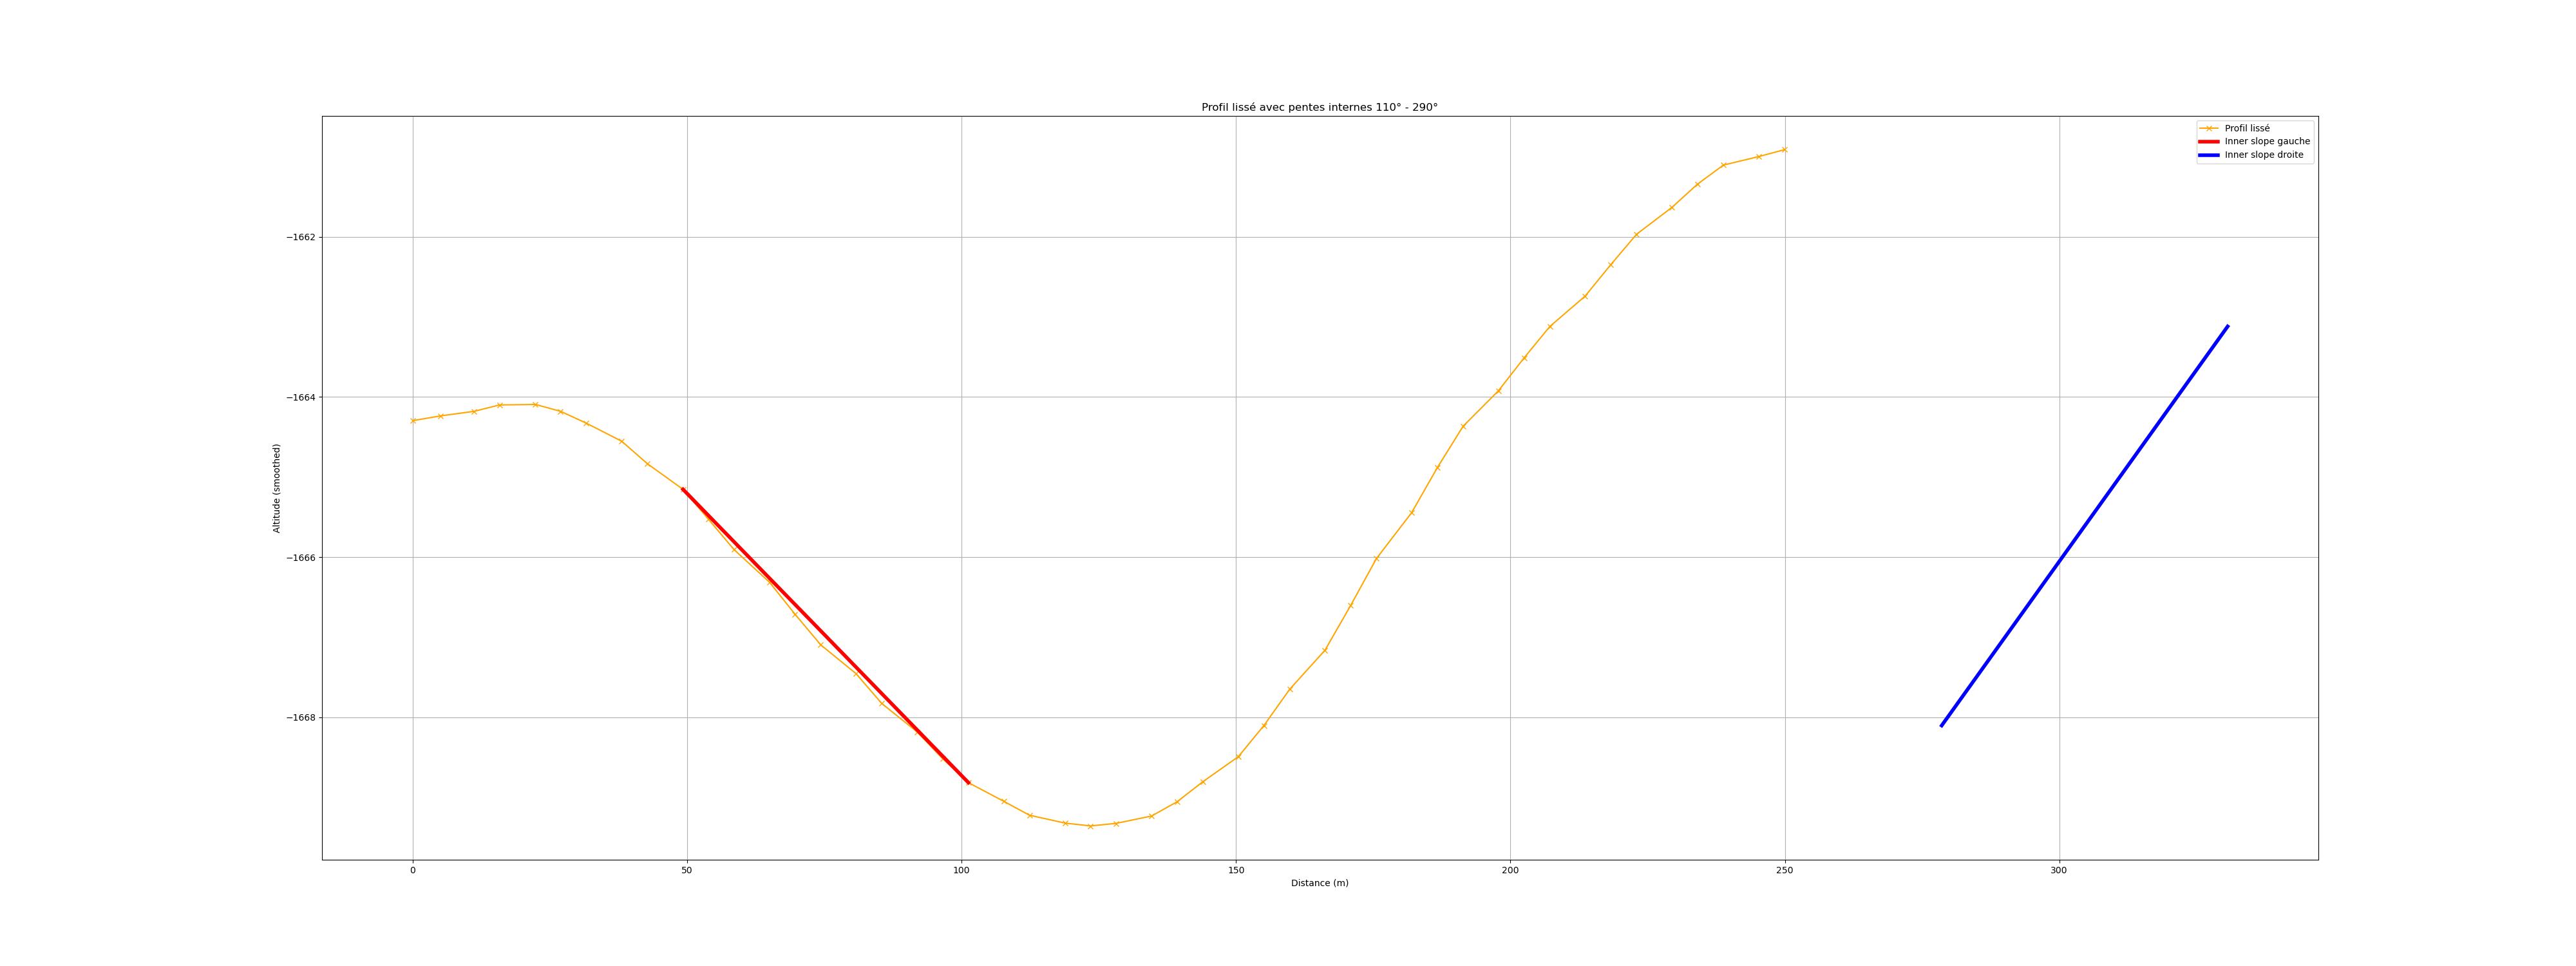 Profil lissé avec pentes internes 110° - 290°
Profil lissé
Inner slope gauche
Inner slope droite
Altitude (smoothed)
−1662
−1664
−1666
−1668
0
50
100
150
200
250
300
Distance (m)